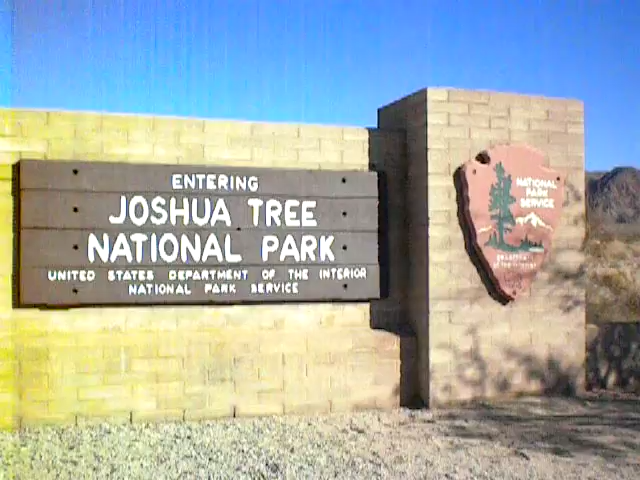 ENTERING
JOSHUA TREE
NATIONAL PARK
UNITED STATES DEPARTMENT OF THE INTERIOR
NATIONAL PARK SERVICE
NATIONAL
PARK
SERVICE